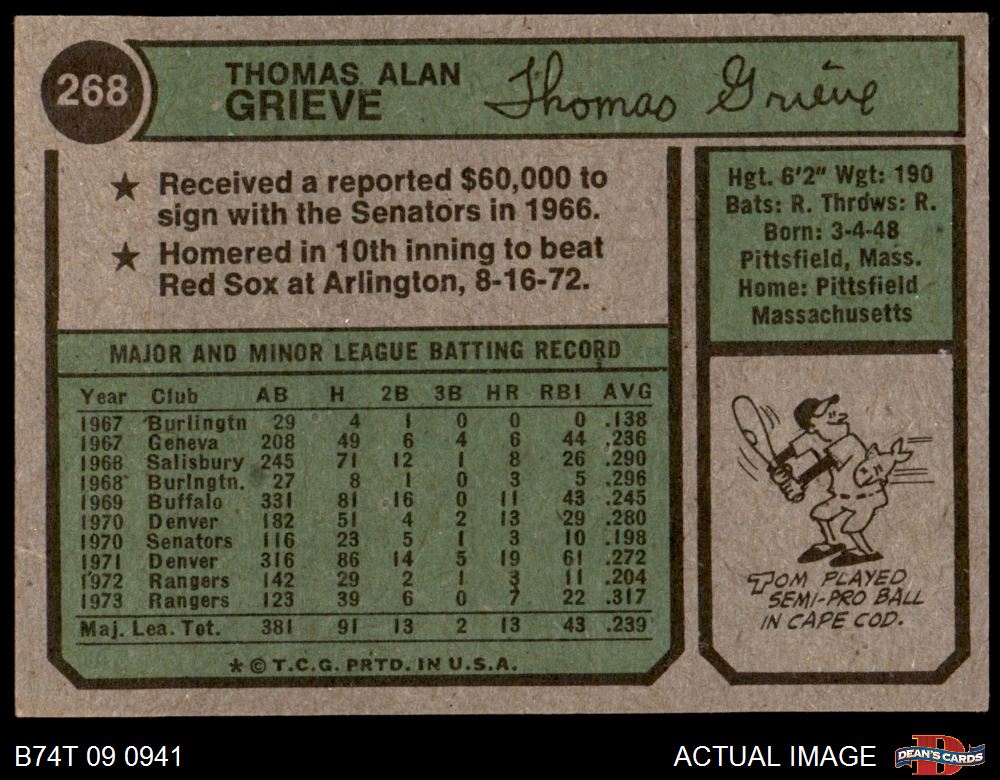 268
THOMAS ALAN
GRIEVE
Thomas Grieve
★ Received a reported $60,000 to
sign with the Senators in 1966.
★ Homered in 10th inning to beat
Red Sox at Arlington, 8-16-72.
Hgt. 6'2" Wgt: 190
Bats: R. Throws: R.
Born: 3-4-48
Pittsfield, Mass.
Home: Pittsfield
Massachusetts
MAJOR AND MINOR LEAGUE BATTING RECORD
Year Club AB H 2B 3B HR RBI AVG
1967 Burlingtn 29 4 1 0 0 0 .138
1967 Geneva 208 49 6 4 6 44 .236
1968 Salisbury 245 71 12 1 8 26 .290
1968 Burlngtn. 27 8 1 0 3 5 .296
1969 Buffalo 331 81 16 0 11 43 .245
1970 Denver 182 51 4 2 13 29 .280
1970 Senators 116 23 5 1 3 10 .198
1971 Denver 316 86 14 5 19 61 .272
1972 Rangers 142 29 2 1 3 11 .204
1973 Rangers 123 39 6 0 7 22 .317
Maj. Lea. Tot. 381 91 13 2 13 43 .239
* © T.C.G. PRTD. IN U.S.A.
TOM PLAYED
SEMI-PRO BALL
IN CAPE COD.
B74T 09 0941
ACTUAL IMAGE
DEAN'S CARDS